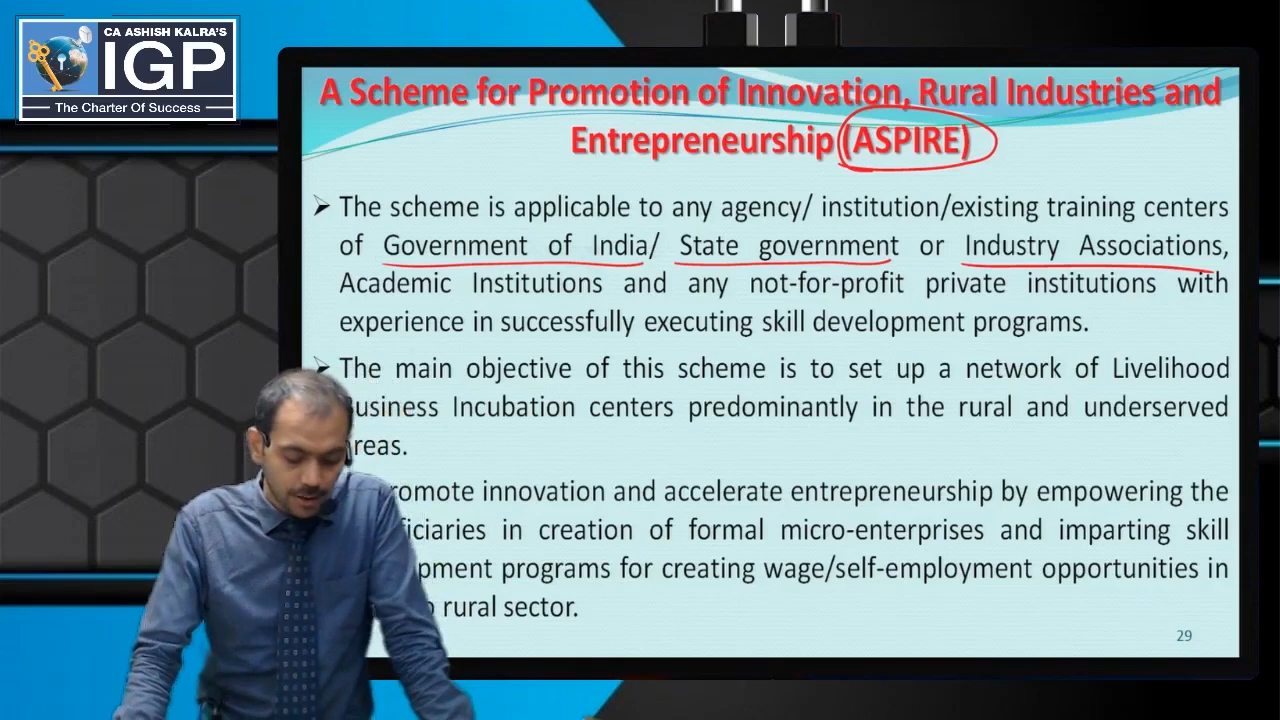 CA ASHISH KALRA'S
IGP
The Charter Of Success
A Scheme for Promotion of Innovation, Rural Industries and
Entrepreneurship (ASPIRE)
➢ The scheme is applicable to any agency/ institution/existing training centers
of Government of India/ State government or Industry Associations,
Academic Institutions and any not-for-profit private institutions with
experience in successfully executing skill development programs.
➢ The main objective of this scheme is to set up a network of Livelihood
usiness Incubation centers predominantly in the rural and underserved
reas.
romote innovation and accelerate entrepreneurship by empowering the
ficiaries in creation of formal micro-enterprises and imparting skill
pment programs for creating wage/self-employment opportunities in
rural sector.
29